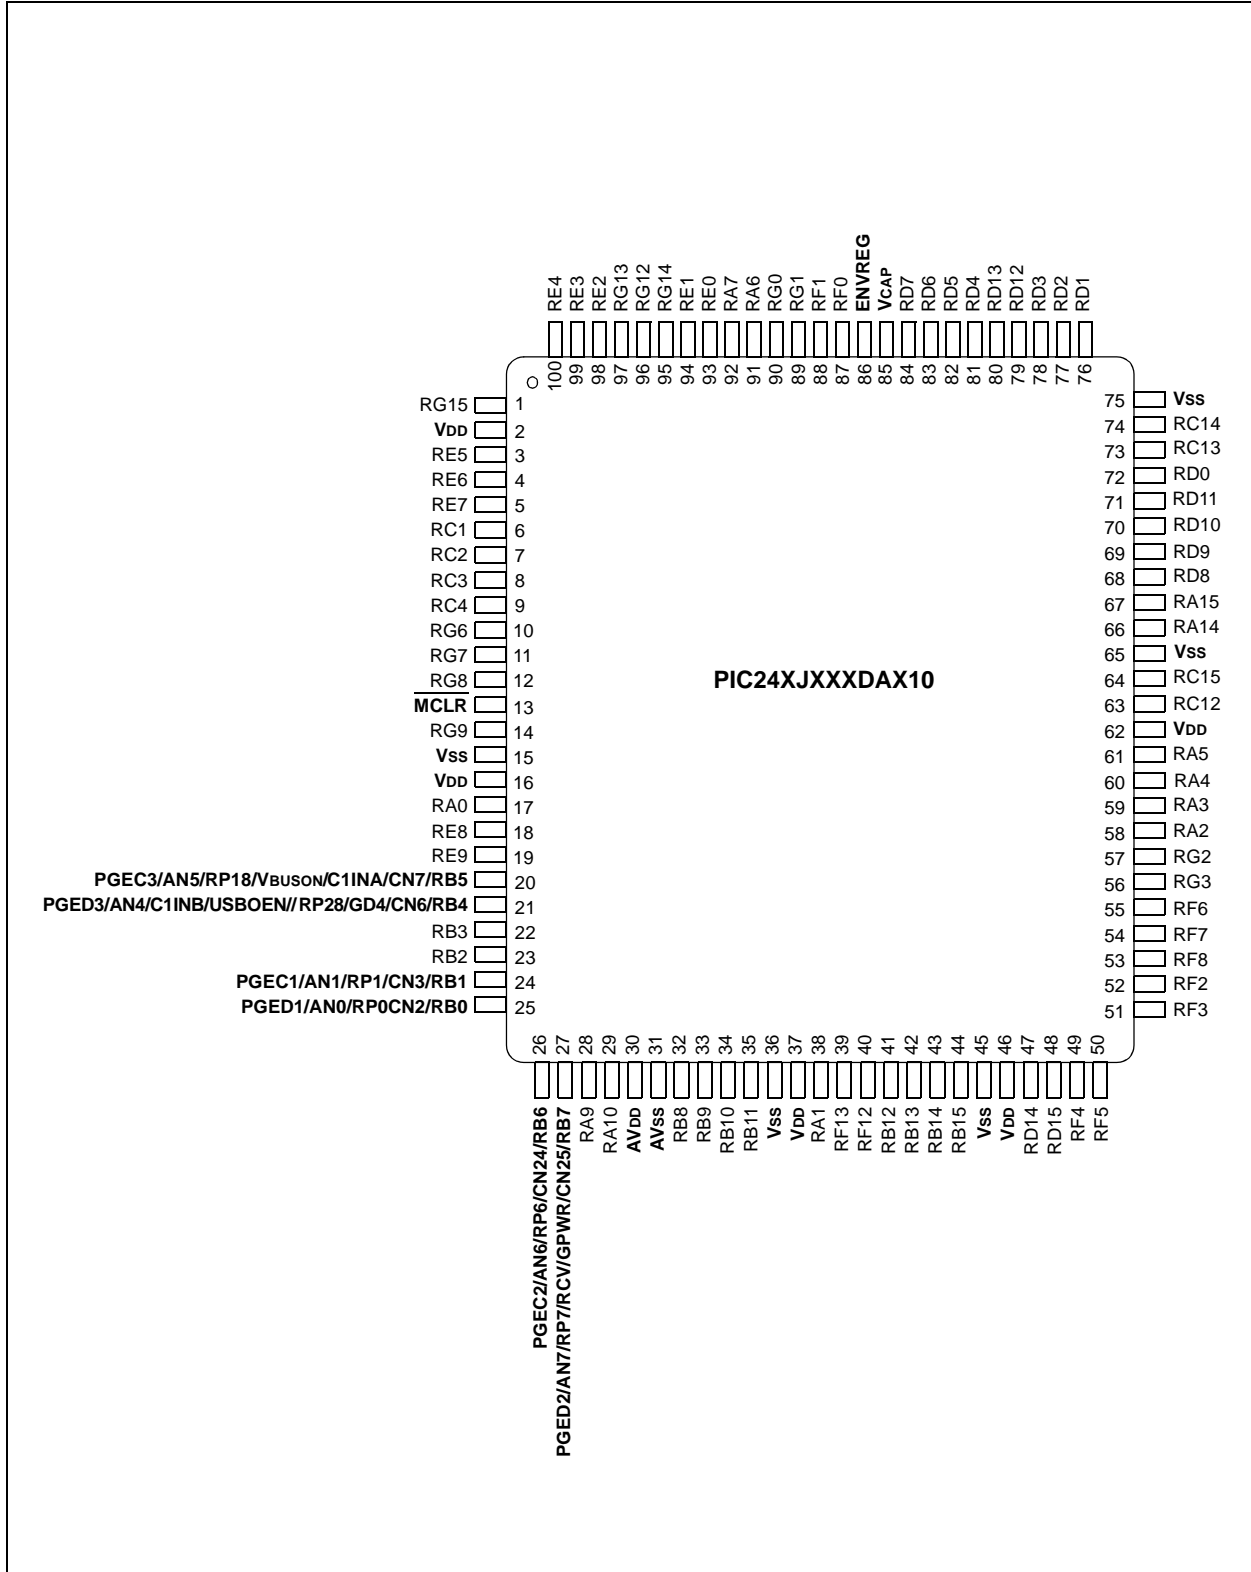 RE4
RE3
RE2
RG13
RG12
RG14
RE1
RE0
RA7
RA6
RG0
RG1
RF1
RF0
ENVREG
VCAP
RD7
RD6
RD5
RD4
RD13
RD12
RD3
RD2
RD1
100
99
98
97
96
95
94
93
92
91
90
89
88
87
86
85
84
83
82
81
80
79
78
77
76
RG15 1
VDD 2
RE5 3
RE6 4
RE7 5
RC1 6
RC2 7
RC3 8
RC4 9
RG6 10
RG7 11
RG8 12
MCLR 13
RG9 14
VSS 15
VDD 16
RA0 17
RE8 18
RE9 19
PGEC3/AN5/RP18/VBUSON/C1INA/CN7/RB5 20
PGED3/AN4/C1INB/USBOEN//RP28/GD4/CN6/RB4 21
RB3 22
RB2 23
PGEC1/AN1/RP1/CN3/RB1 24
PGED1/AN0/RP0CN2/RB0 25
PIC24XJXXXDAX10
75 VSS
74 RC14
73 RC13
72 RD0
71 RD11
70 RD10
69 RD9
68 RD8
67 RA15
66 RA14
65 VSS
64 RC15
63 RC12
62 VDD
61 RA5
60 RA4
59 RA3
58 RA2
57 RG2
56 RG3
55 RF6
54 RF7
53 RF8
52 RF2
51 RF3
26
27
28
29
30
31
32
33
34
35
36
37
38
39
40
41
42
43
44
45
46
47
48
49
50
PGEC2/AN6/RP6/CN24/RB6
PGED2/AN7/RP7/RCV/GPWR/CN25/RB7
RA9
RA10
AVDD
AVSS
RB8
RB9
RB10
RB11
VSS
VDD
RA1
RF13
RF12
RB12
RB13
RB14
RB15
VSS
VDD
RD14
RD15
RF4
RF5